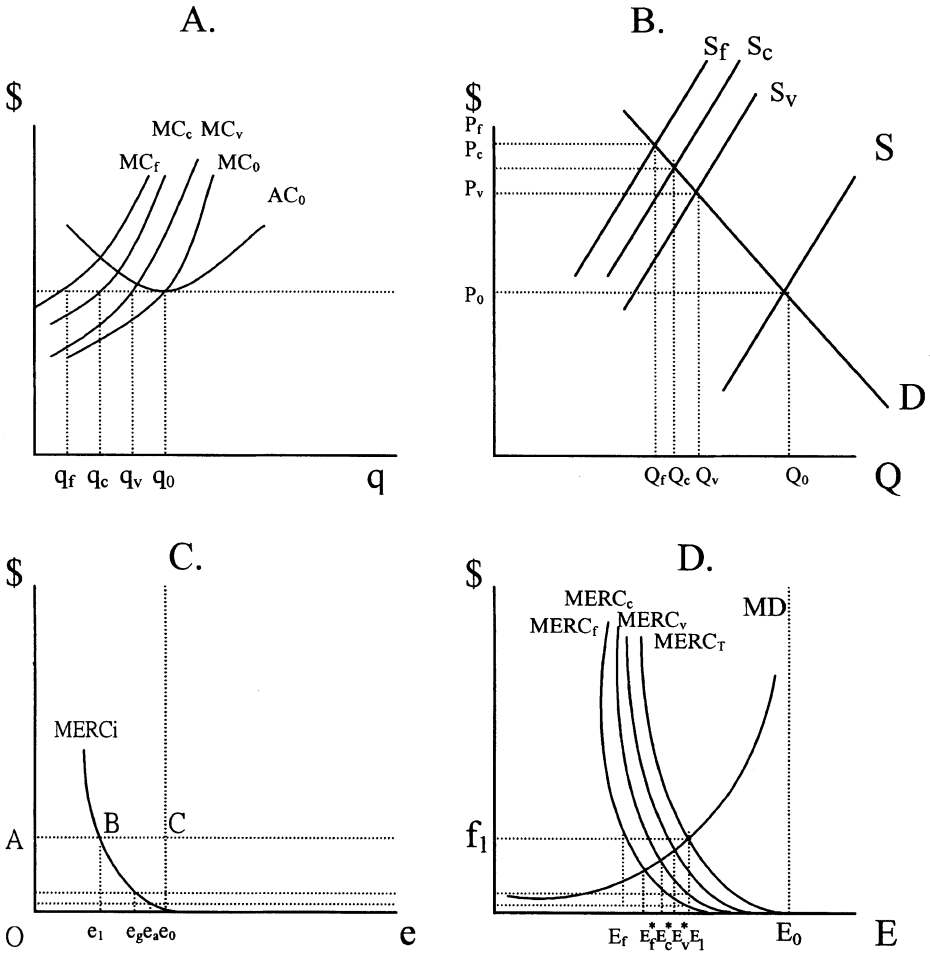 A.
$
MCc MCv
MCf
MC0
AC0
qf qc qv q0
q
B.
Sf Sc
Sv
S
$
Pf
Pc
Pv
P0
D
Qf Qc Qv Q0
Q
C.
$
MERCi
A
B
C
O
e1 eg ea e0
e
D.
$
MERCc
MERCf
MERCv
MERCT
MD
f1
Ef E*f E*c E*v E1 E0
E